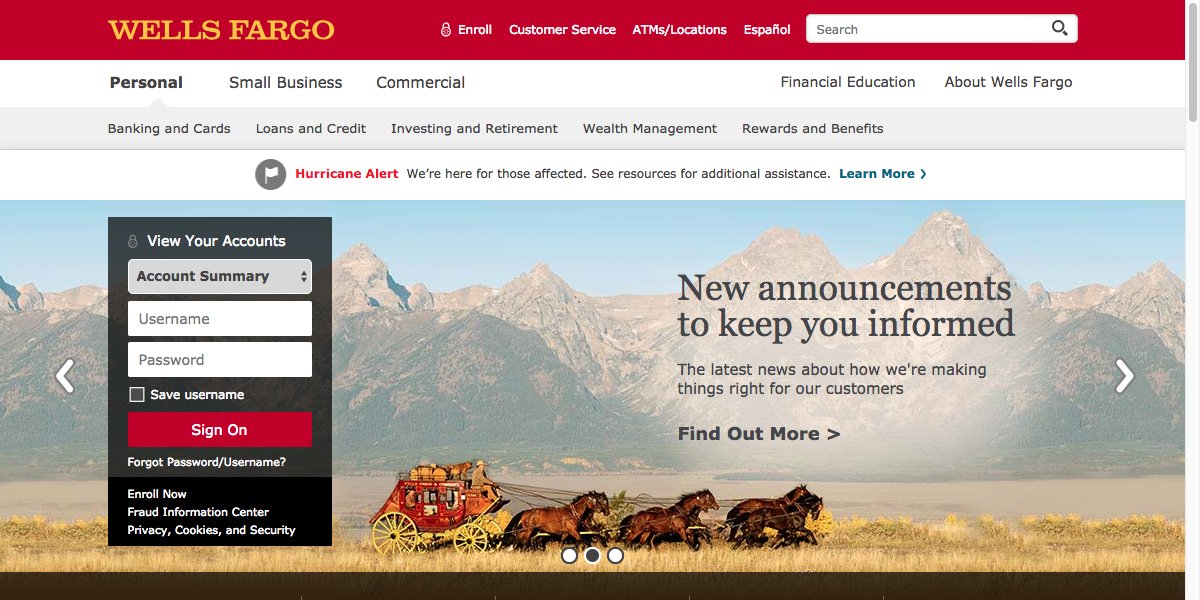 WELLS FARGO
Enroll
Customer Service
ATMs/Locations
Español
Search
Personal
Small Business
Commercial
Financial Education
About Wells Fargo
Banking and Cards
Loans and Credit
Investing and Retirement
Wealth Management
Rewards and Benefits
Hurricane Alert We’re here for those affected. See resources for additional assistance. Learn More
View Your Accounts
Account Summary
Username
Password
Save username
Sign On
Forgot Password/Username?
Enroll Now
Fraud Information Center
Privacy, Cookies, and Security
New announcements
to keep you informed
The latest news about how we're making
things right for our customers
Find Out More >